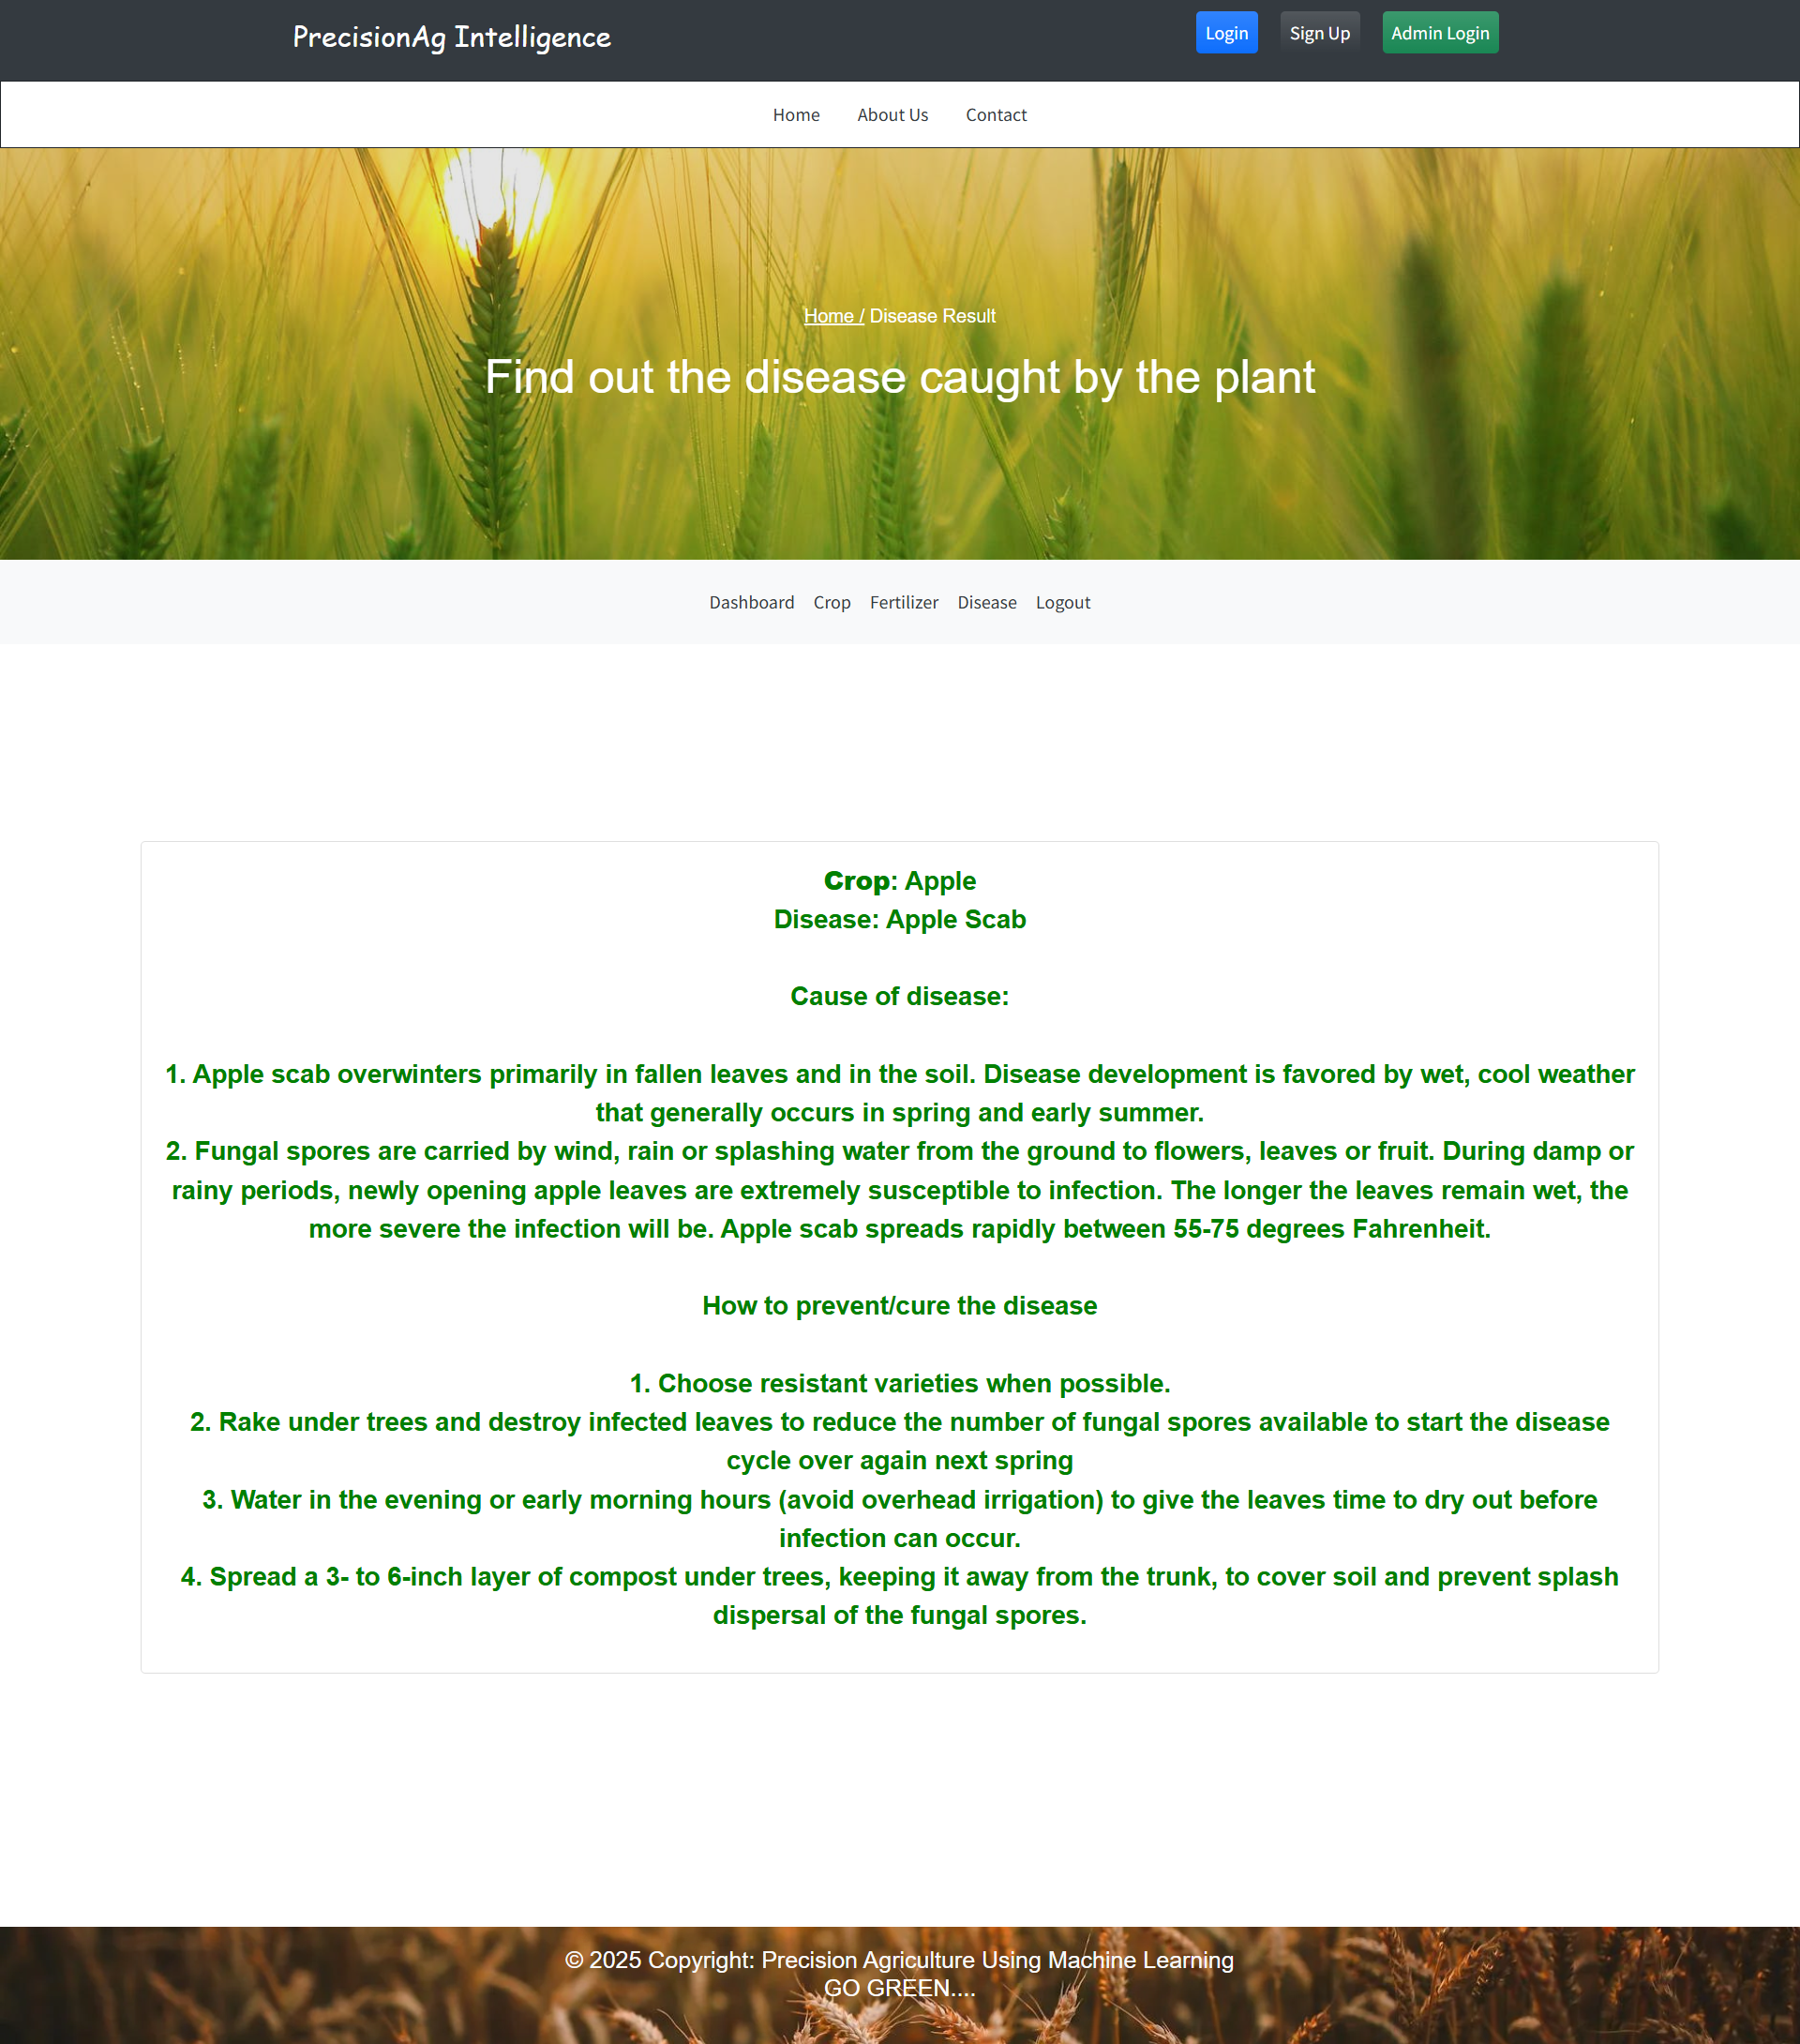 PrecisionAg Intelligence
Login Sign Up Admin Login
Home About Us Contact
Home / Disease Result
Find out the disease caught by the plant
Dashboard Crop Fertilizer Disease Logout
Crop: Apple
Disease: Apple Scab
Cause of disease:
1. Apple scab overwinters primarily in fallen leaves and in the soil. Disease development is favored by wet, cool weather
that generally occurs in spring and early summer.
2. Fungal spores are carried by wind, rain or splashing water from the ground to flowers, leaves or fruit. During damp or
rainy periods, newly opening apple leaves are extremely susceptible to infection. The longer the leaves remain wet, the
more severe the infection will be. Apple scab spreads rapidly between 55-75 degrees Fahrenheit.
How to prevent/cure the disease
1. Choose resistant varieties when possible.
2. Rake under trees and destroy infected leaves to reduce the number of fungal spores available to start the disease
cycle over again next spring
3. Water in the evening or early morning hours (avoid overhead irrigation) to give the leaves time to dry out before
infection can occur.
4. Spread a 3- to 6-inch layer of compost under trees, keeping it away from the trunk, to cover soil and prevent splash
dispersal of the fungal spores.
© 2025 Copyright: Precision Agriculture Using Machine Learning
GO GREEN....